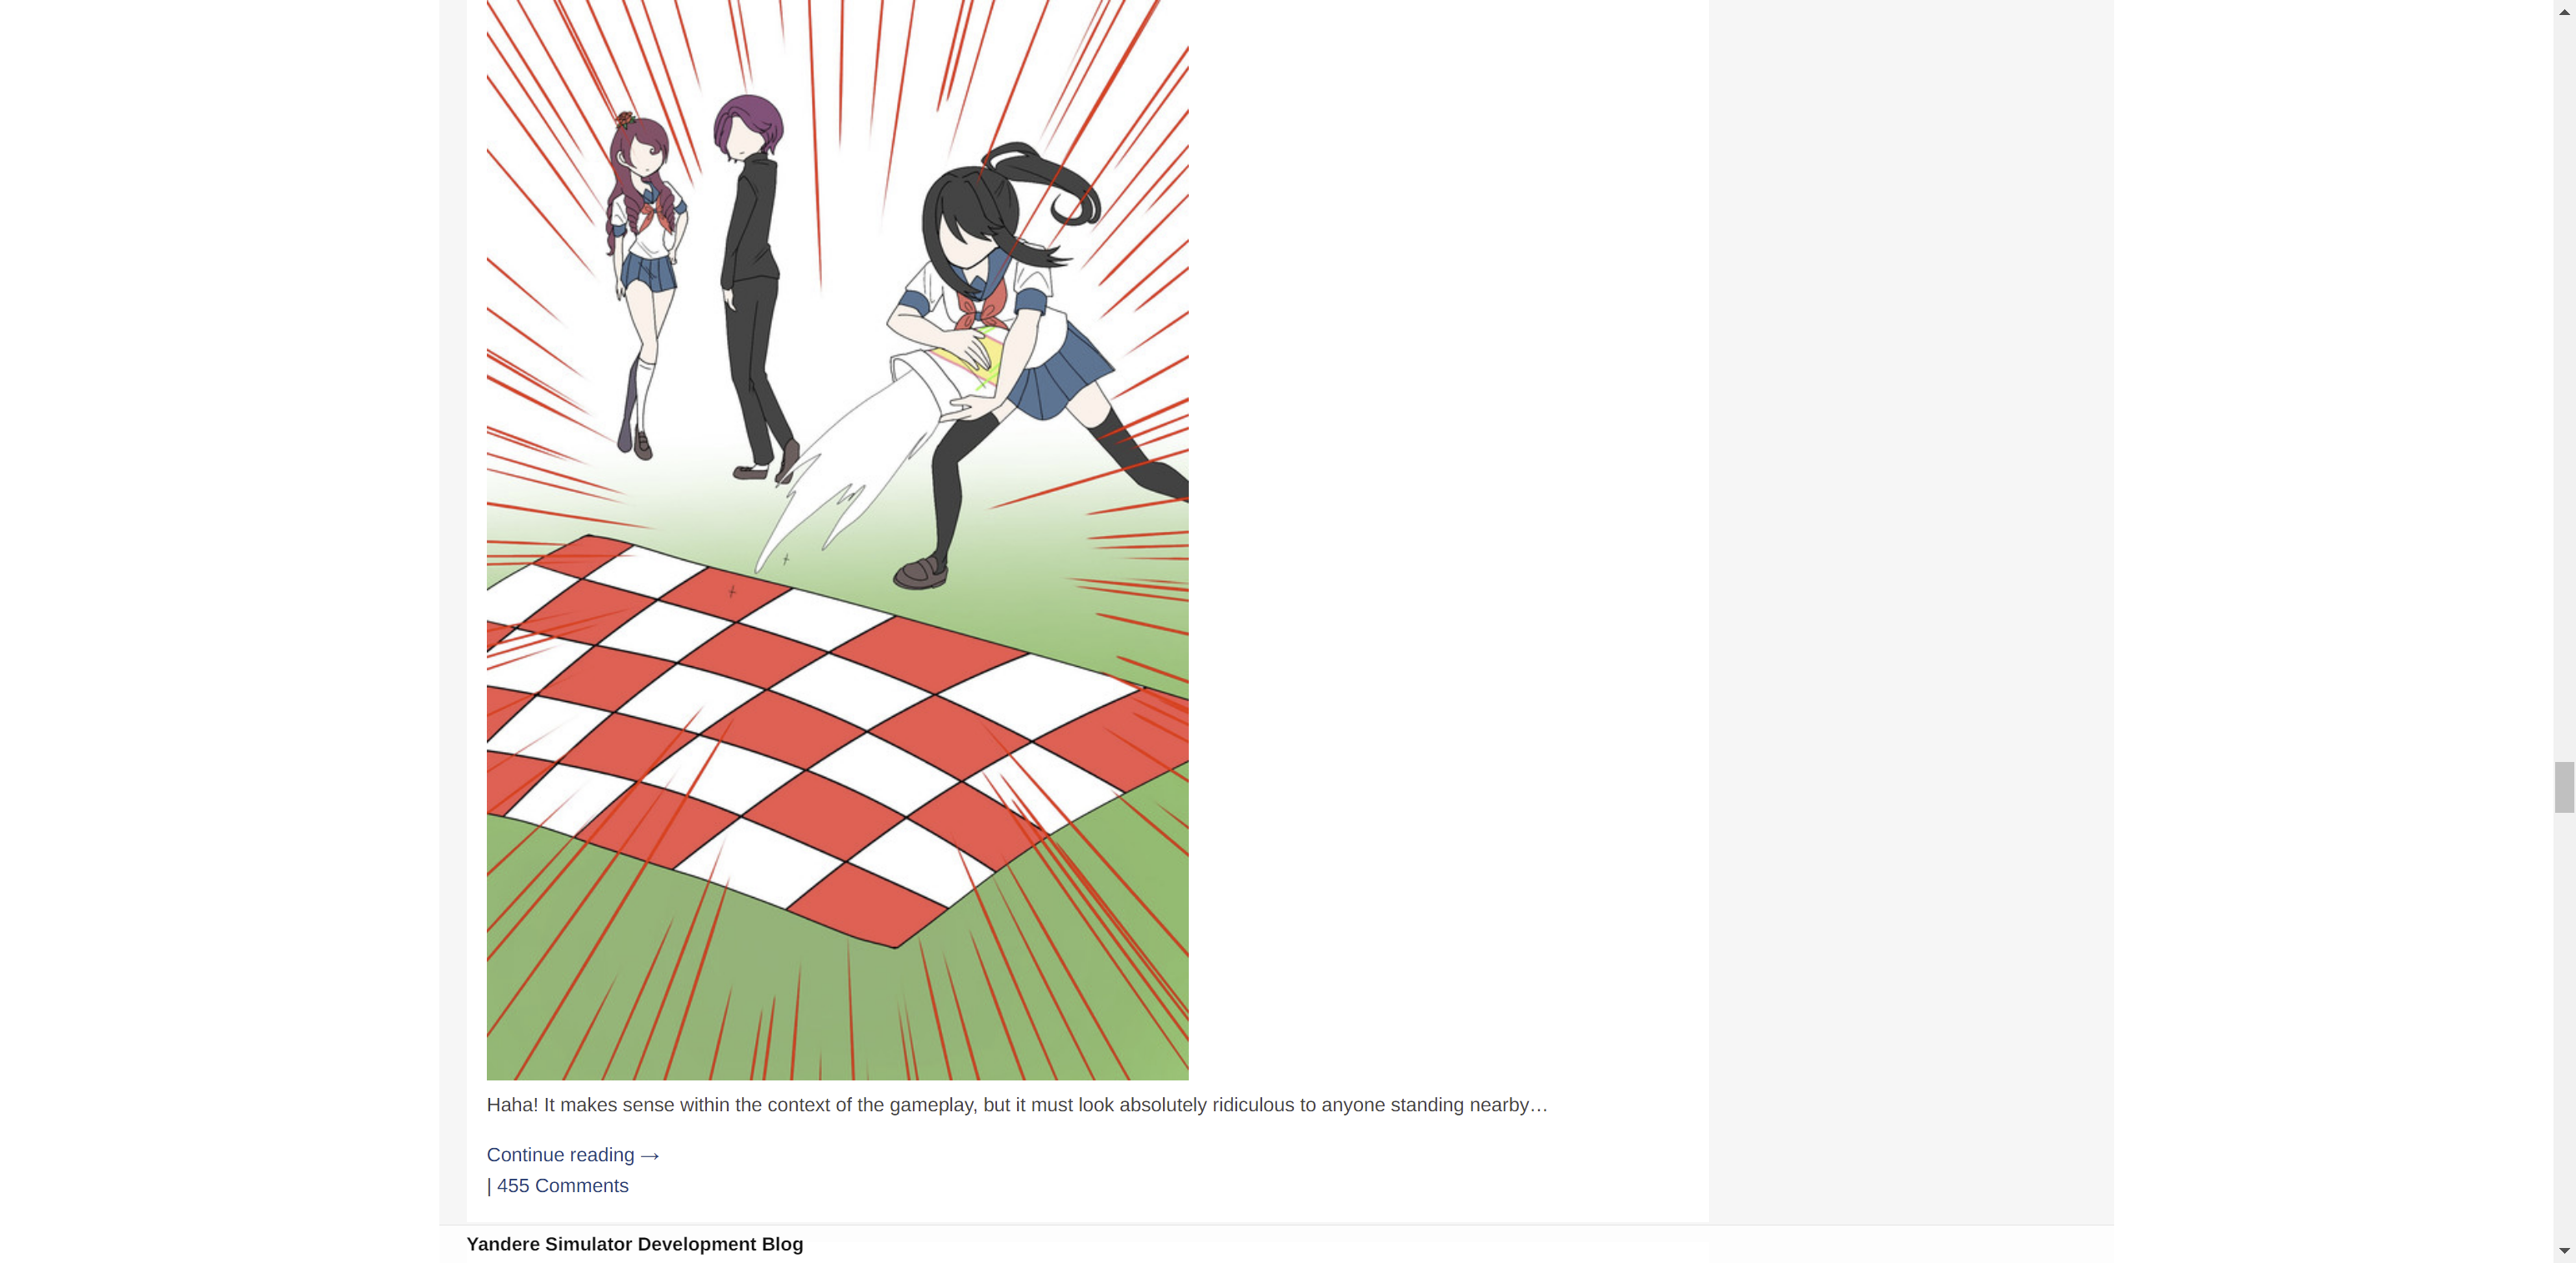 Haha! It makes sense within the context of the gameplay, but it must look absolutely ridiculous to anyone standing nearby…
Continue reading →
| 455 Comments
Yandere Simulator Development Blog